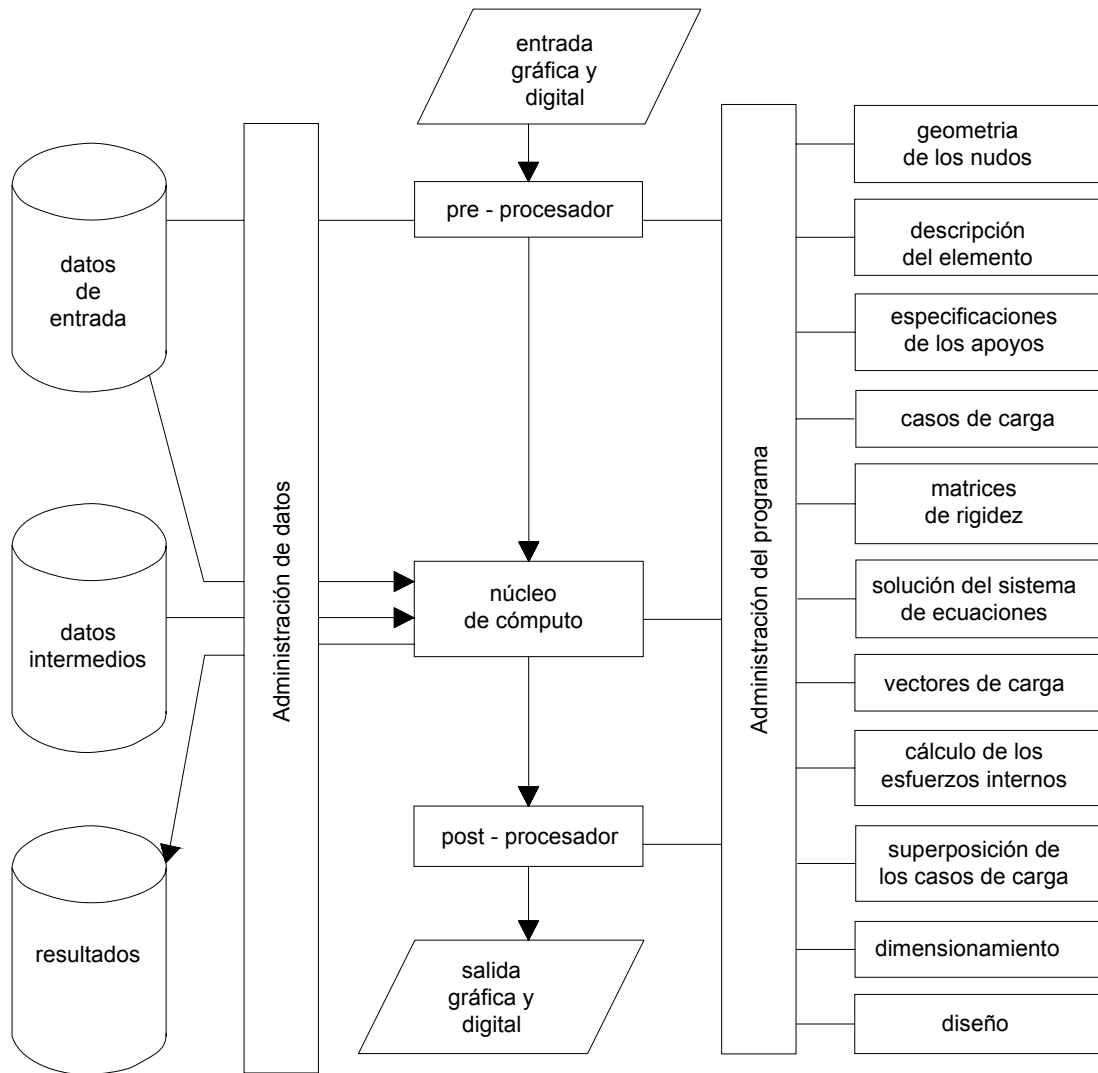 entrada
gráfica y
digital
pre - procesador
núcleo
de cómputo
post - procesador
salida
gráfica y
digital
datos
de
entrada
datos
intermedios
resultados
Administración de datos
Administración del programa
geometria
de los nudos
descripción
del elemento
especificaciones
de los apoyos
casos de carga
matrices
de rigidez
solución del sistema
de ecuaciones
vectores de carga
cálculo de los
esfuerzos internos
superposición de
los casos de carga
dimensionamiento
diseño